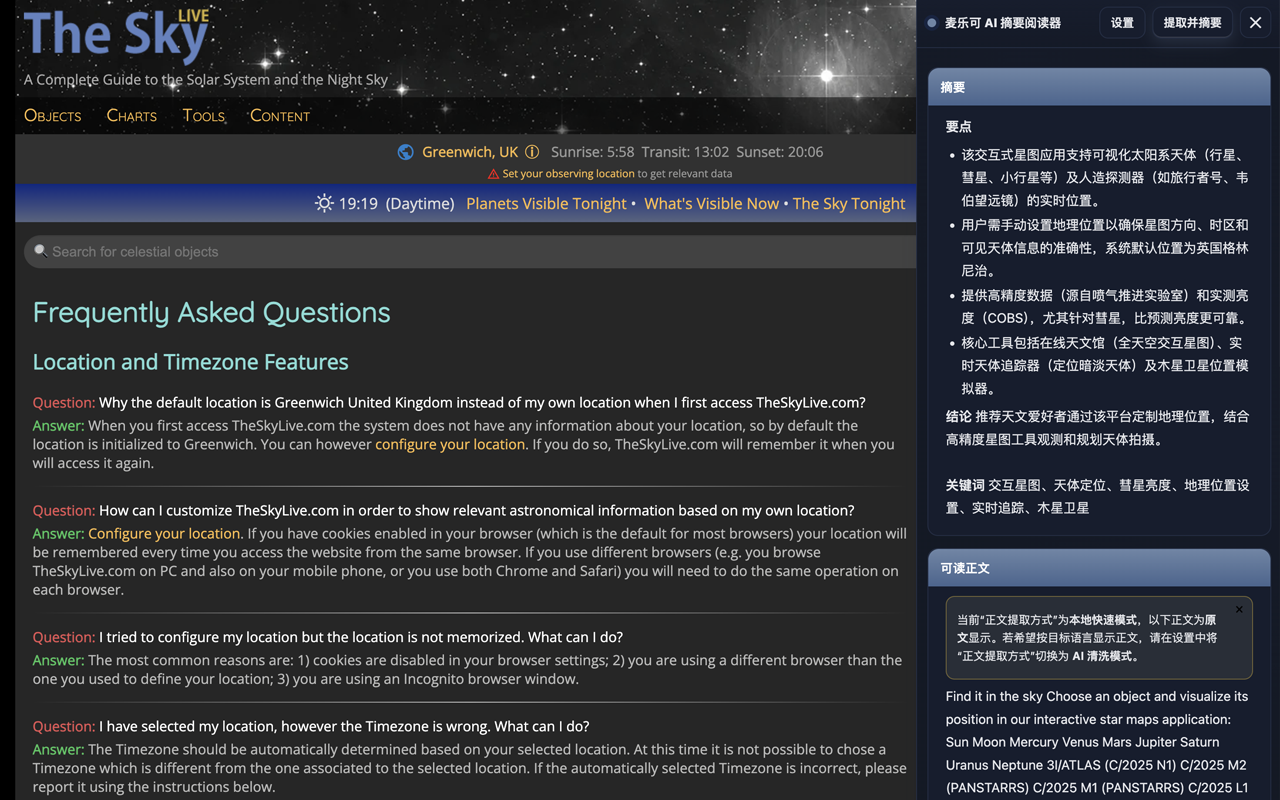 The Sky LIVE
A Complete Guide to the Solar System and the Night Sky
Objects Charts Tools Content
Greenwich, UK Sunrise: 5:58 Transit: 13:02 Sunset: 20:06
Set your observing location to get relevant data
19:19 (Daytime) Planets Visible Tonight • What's Visible Now • The Sky Tonight
Search for celestial objects
Frequently Asked Questions
Location and Timezone Features
Question: Why the default location is Greenwich United Kingdom instead of my own location when I first access TheSkyLive.com?
Answer: When you first access TheSkyLive.com the system does not have any information about your location, so by default the
location is initialized to Greenwich. You can however configure your location. If you do so, TheSkyLive.com will remember it when you
will access it again.
Question: How can I customize TheSkyLive.com in order to show relevant astronomical information based on my own location?
Answer: Configure your location. If you have cookies enabled in your browser (which is the default for most browsers) your location will
be remembered every time you access the website from the same browser. If you use different browsers (e.g. you browse
TheSkyLive.com on PC and also on your mobile phone, or you use both Chrome and Safari) you will need to do the same operation on
each browser.
Question: I tried to configure my location but the location is not memorized. What can I do?
Answer: The most common reasons are: 1) cookies are disabled in your browser settings; 2) you are using a different browser than the
one you used to define your location; 3) you are using an Incognito browser window.
Question: I have selected my location, however the Timezone is wrong. What can I do?
Answer: The Timezone should be automatically determined based on your selected location. At this time it is not possible to chose a
Timezone which is different from the one associated to the selected location. If the automatically selected Timezone is incorrect, please
report it using the instructions below.
麦乐可 AI 摘要阅读器 设置 提取并摘要
摘要
要点
• 该交互式星图应用支持可视化太阳系天体（行星、
彗星、小行星等）及人造探测器（如旅行者号、韦
伯望远镜）的实时位置。
• 用户需手动设置地理位置以确保星图方向、时区和
可见天体信息的准确性，系统默认位置为英国格林
尼治。
• 提供高精度数据（源自喷气推进实验室）和实测亮
度（COBS），尤其针对彗星，比预测亮度更可靠。
• 核心工具包括在线天文馆（全天空交互星图）、实
时天体追踪器（定位暗淡天体）及木星卫星位置模
拟器。
结论 推荐天文爱好者通过该平台定制地理位置，结合
高精度星图工具观测和规划天体拍摄。
关键词 交互星图、天体定位、彗星亮度、地理位置设
置、实时追踪、木星卫星
可读正文
当前“正文提取方式”为本地快速模式，以下正文为原
文显示。若希望按目标语言显示正文，请在设置中将
“正文提取方式”切换为 AI 清洗模式。
Find it in the sky Choose an object and visualize its
position in our interactive star maps application:
Sun Moon Mercury Venus Mars Jupiter Saturn
Uranus Neptune 3I/ATLAS (C/2025 N1) C/2025 M2
(PANSTARRS) C/2025 M1 (PANSTARRS) C/2025 L1